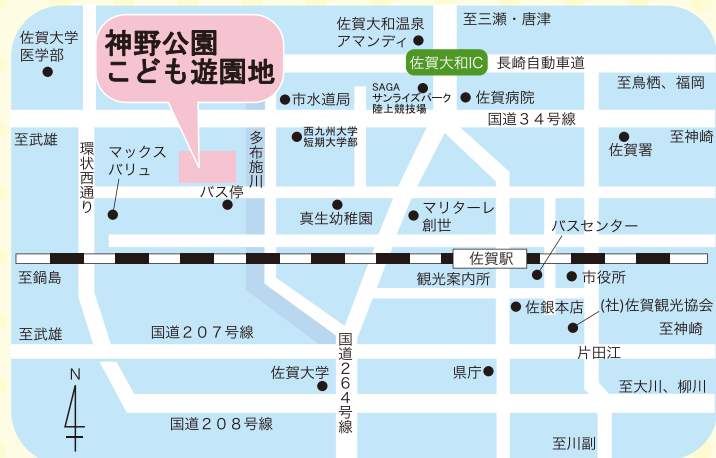 神野公園
こども遊園地
佐賀大学
医学部
佐賀大和温泉
アマンディ
至三瀬・唐津
佐賀大和IC
長崎自動車道
至鳥栖、福岡
市水道局
SAGA
サンライズパーク
陸上競技場
佐賀病院
国道34号線
至武雄
環状西通り
マックス
バリュ
多布施川
西九州大学
短期大学部
佐賀署
至神崎
バス停
真生幼稚園
マリターレ
創世
バスセンター
佐賀駅
至鍋島
観光案内所
市役所
佐銀本店
(社)佐賀観光協会
至武雄
国道207号線
国道264号線
至神崎
片田江
N
佐賀大学
県庁
至大川、柳川
国道208号線
至川副